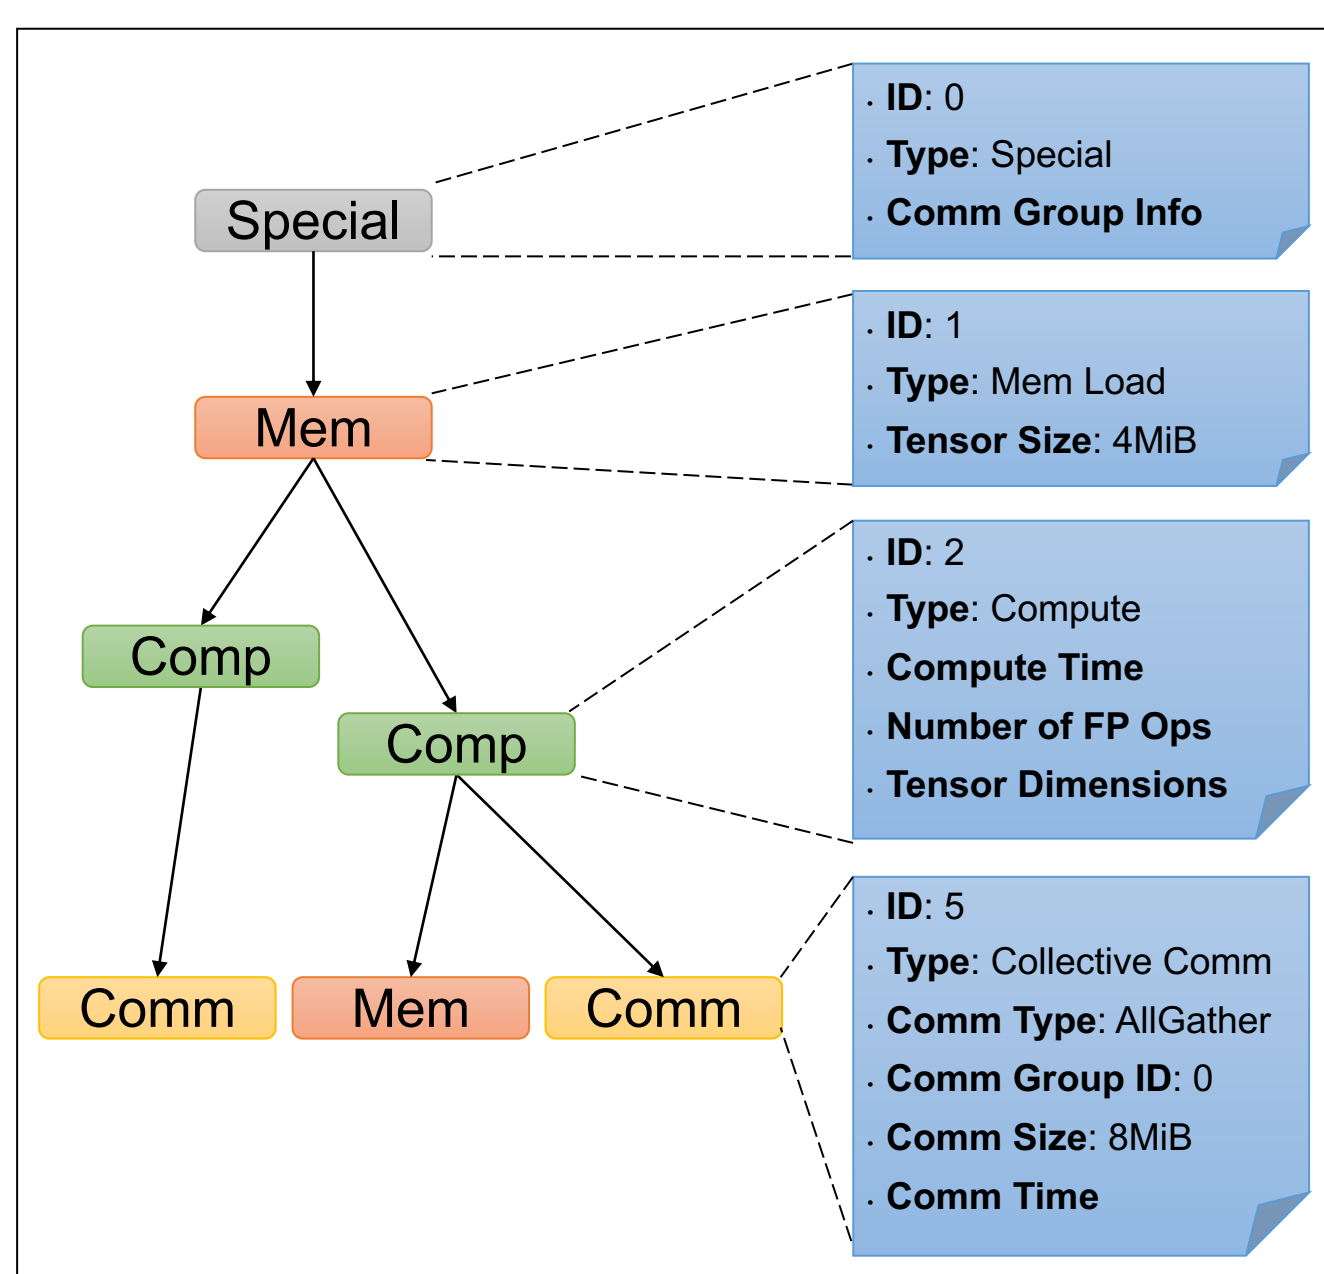 Special
Mem
Comp
Comp
Comm
Mem
Comm
· ID: 0
· Type: Special
· Comm Group Info
· ID: 1
· Type: Mem Load
· Tensor Size: 4MiB
· ID: 2
· Type: Compute
· Compute Time
· Number of FP Ops
· Tensor Dimensions
· ID: 5
· Type: Collective Comm
· Comm Type: AllGather
· Comm Group ID: 0
· Comm Size: 8MiB
· Comm Time